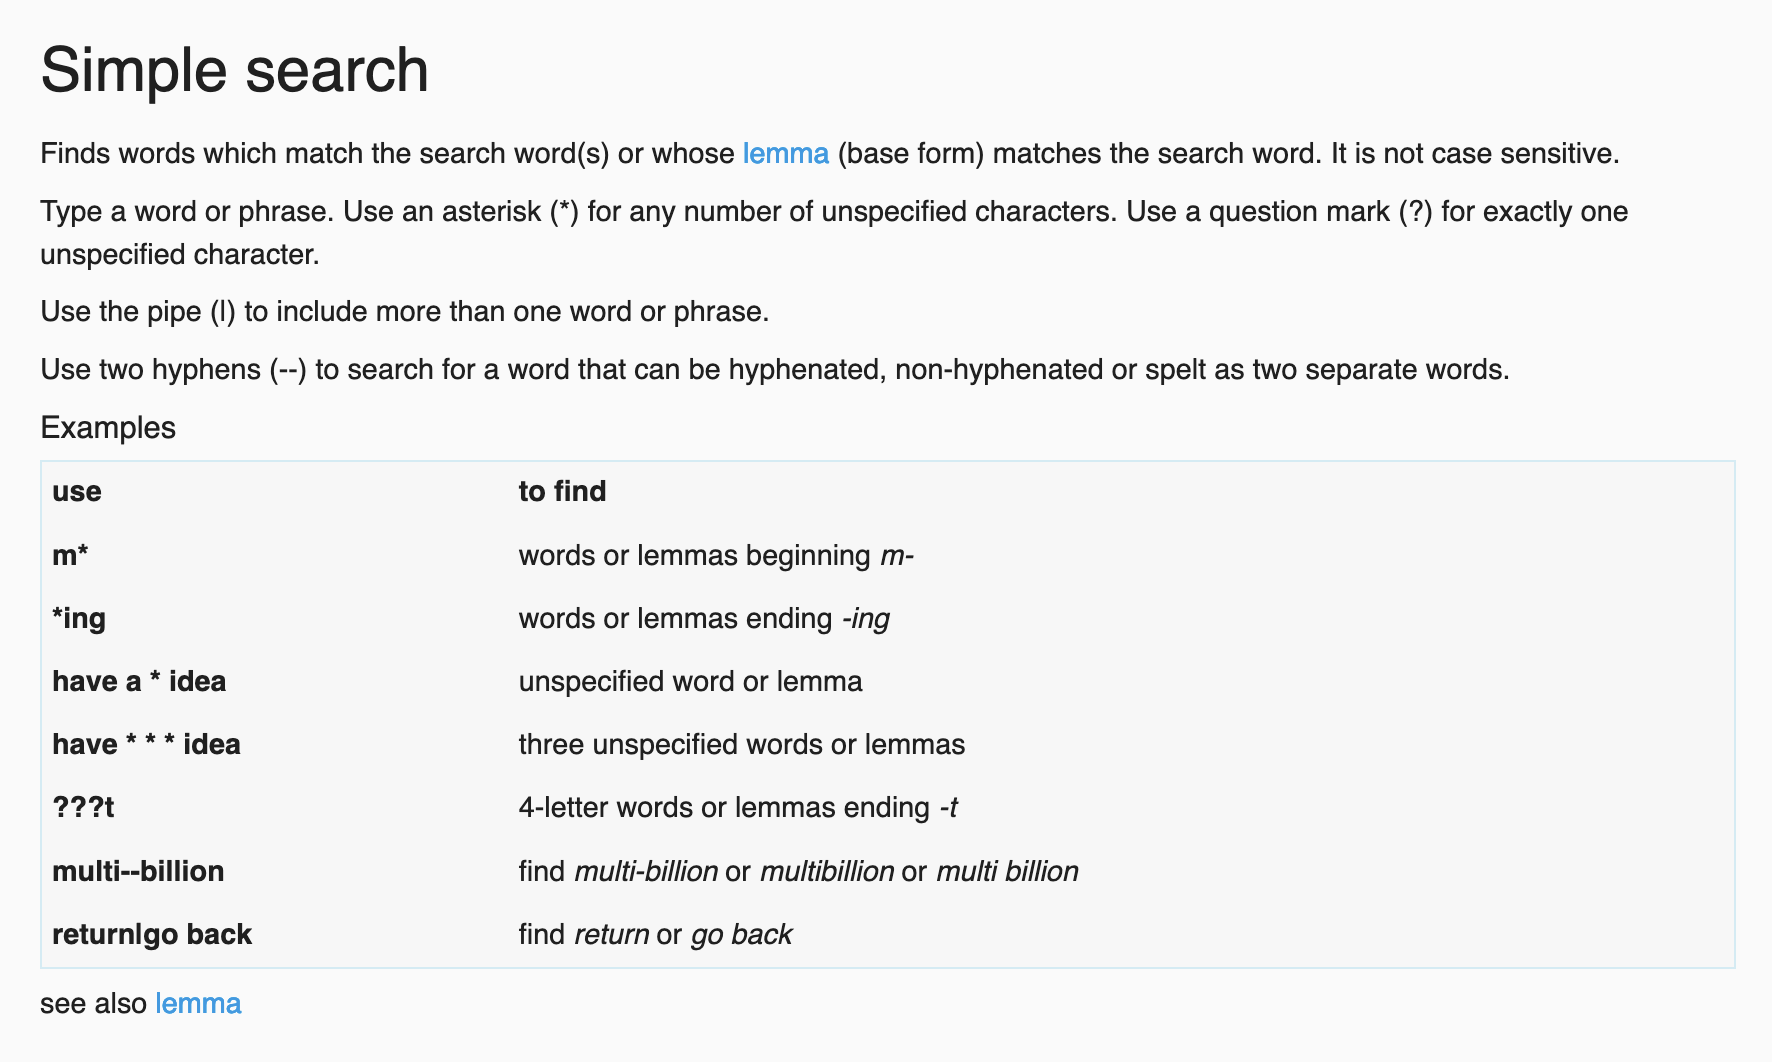 Simple search
Finds words which match the search word(s) or whose lemma (base form) matches the search word. It is not case sensitive.
Type a word or phrase. Use an asterisk (*) for any number of unspecified characters. Use a question mark (?) for exactly one
unspecified character.
Use the pipe (|) to include more than one word or phrase.
Use two hyphens (--) to search for a word that can be hyphenated, non-hyphenated or spelt as two separate words.
Examples
use to find
m* words or lemmas beginning m-
*ing words or lemmas ending -ing
have a * idea unspecified word or lemma
have * * * idea three unspecified words or lemmas
???t 4-letter words or lemmas ending -t
multi--billion find multi-billion or multibillion or multi billion
return|go back find return or go back
see also lemma